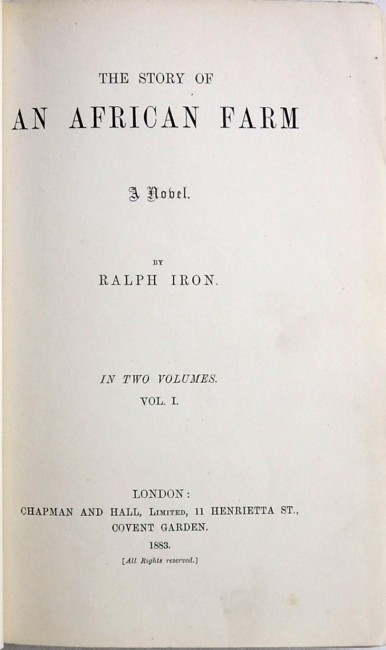 THE STORY OF
AN AFRICAN FARM
A Novel.
BY
RALPH IRON.
IN TWO VOLUMES.
VOL. I.
LONDON:
CHAPMAN AND HALL, LIMITED, 11 HENRIETTA ST.,
COVENT GARDEN.
1883.
[All Rights reserved.]